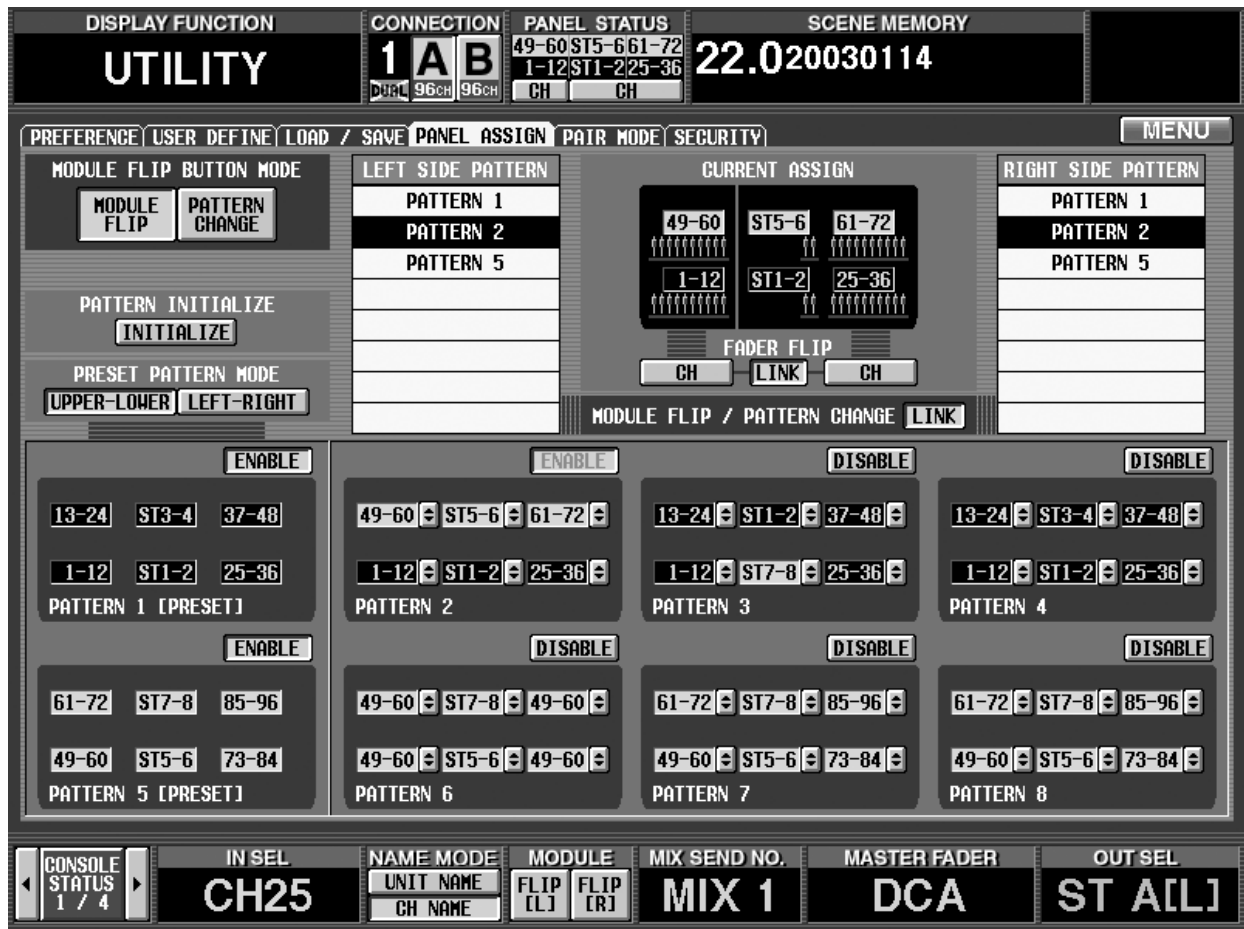 DISPLAY FUNCTION
UTILITY
CONNECTION
1 A B
DUAL 96CH 96CH
PANEL STATUS
49-60 ST5-6 61-72
1-12 ST1-2 25-36
CH CH
SCENE MEMORY
22.0 20030114
PREFERENCE USER DEFINE LOAD / SAVE PANEL ASSIGN PAIR MODE SECURITY
MENU
MODULE FLIP BUTTON MODE
MODULE FLIP
PATTERN CHANGE
PATTERN INITIALIZE
INITIALIZE
PRESET PATTERN MODE
UPPER-LOWER LEFT-RIGHT
LEFT SIDE PATTERN
PATTERN 1
PATTERN 2
PATTERN 5
CURRENT ASSIGN
49-60 ST5-6 61-72
1-12 ST1-2 25-36
FADER FLIP
CH LINK CH
MODULE FLIP / PATTERN CHANGE LINK
RIGHT SIDE PATTERN
PATTERN 1
PATTERN 2
PATTERN 5
ENABLE
13-24 ST3-4 37-48
1-12 ST1-2 25-36
PATTERN 1 [PRESET]
ENABLE
49-60 ST5-6 61-72
1-12 ST1-2 25-36
PATTERN 2
DISABLE
13-24 ST1-2 37-48
1-12 ST7-8 25-36
PATTERN 3
DISABLE
13-24 ST3-4 37-48
1-12 ST1-2 25-36
PATTERN 4
ENABLE
61-72 ST7-8 85-96
49-60 ST5-6 73-84
PATTERN 5 [PRESET]
DISABLE
49-60 ST7-8 49-60
49-60 ST5-6 49-60
PATTERN 6
DISABLE
61-72 ST7-8 85-96
49-60 ST5-6 73-84
PATTERN 7
DISABLE
61-72 ST7-8 85-96
49-60 ST5-6 73-84
PATTERN 8
CONSOLE
STATUS
1 / 4
IN SEL
CH25
NAME MODE
UNIT NAME
CH NAME
MODULE
FLIP [L] FLIP [R]
MIX SEND NO.
MIX 1
MASTER FADER
DCA
OUT SEL
ST A[L]